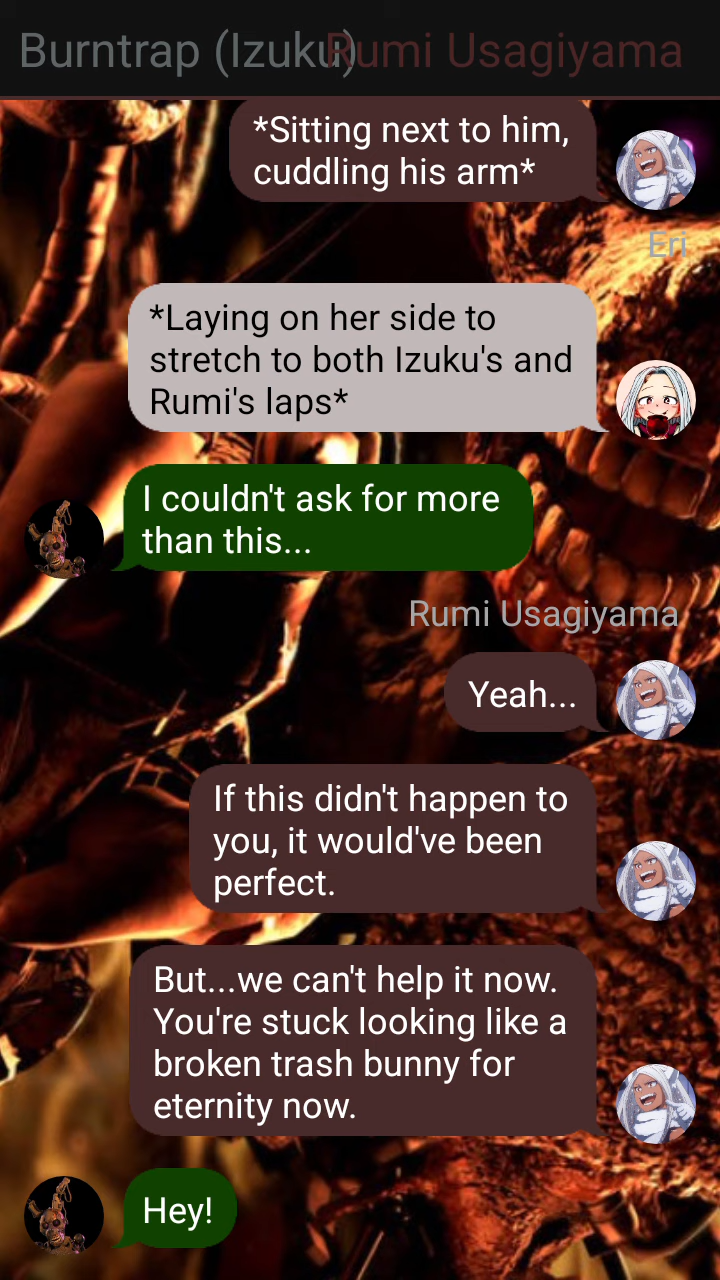 Burntrap (Izuku)
Rumi Usagiyama
*Sitting next to him,
cuddling his arm*
Eri
*Laying on her side to
stretch to both Izuku's and
Rumi's laps*
I couldn't ask for more
than this...
Rumi Usagiyama
Yeah...
If this didn't happen to
you, it would've been
perfect.
But...we can't help it now.
You're stuck looking like a
broken trash bunny for
eternity now.
Hey!